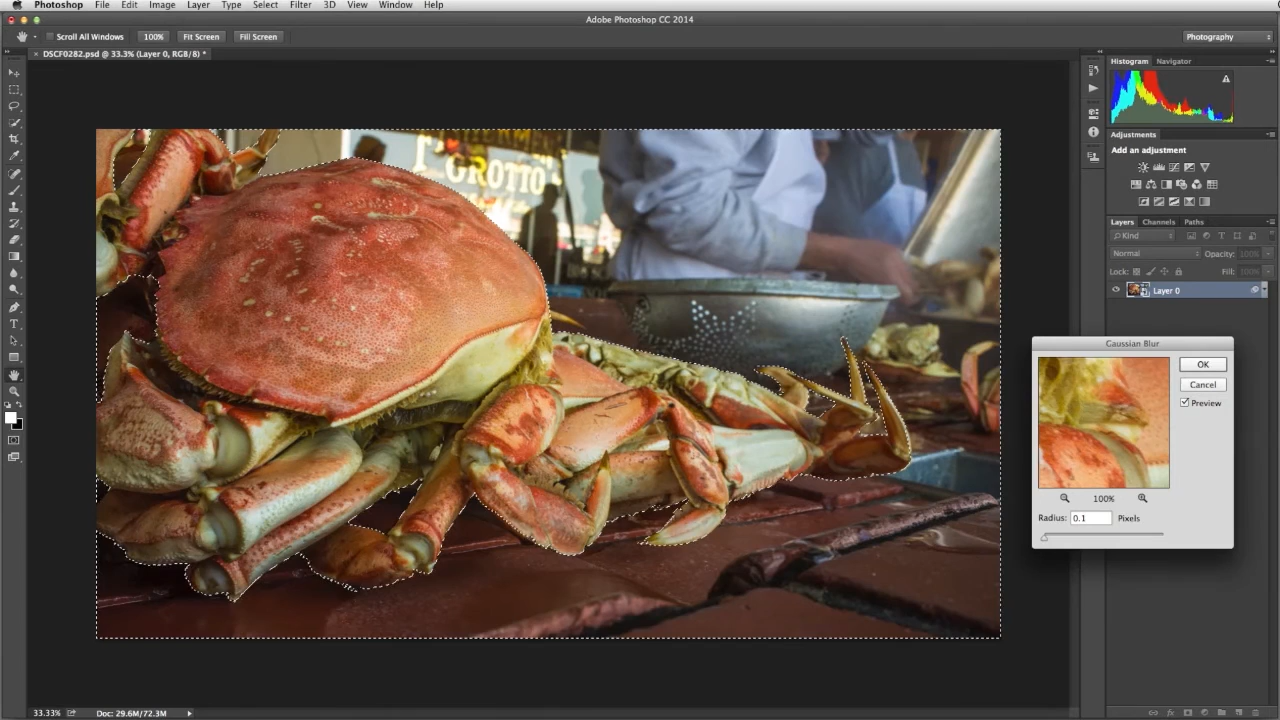 Photoshop File Edit Image Layer Type Select Filter 3D View Window Help
Adobe Photoshop CC 2014
Scroll All Windows 100% Fit Screen Fill Screen Photography
× DSCF0282.psd @ 33.3% (Layer 0, RGB/8) *
Histogram Navigator
Adjustments
Add an adjustment
Layers Channels Paths
Kind
Normal Opacity: 100%
Lock: Fill: 100%
Layer 0
GROTTO
Gaussian Blur
OK
Cancel
Preview
100%
Radius: 0.1 Pixels
33.33% Doc: 29.6M/72.3M